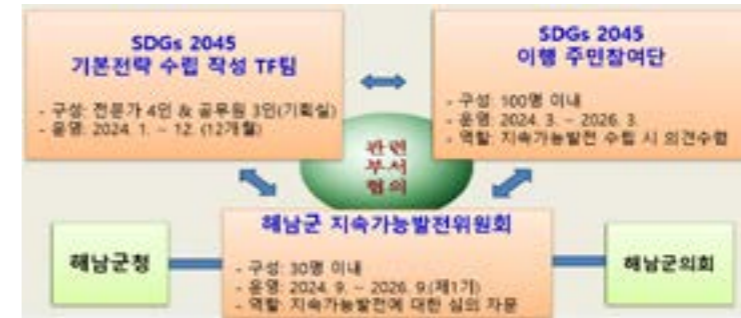 SDGs 2045
기본전략 수립 작성 TF팀
- 구성: 전문가 4인 & 공무원 3인(기획실)
- 운영: 2024. 1. ~ 12. (12개월)
SDGs 2045
이행 주민참여단
- 구성: 100명 이내
- 운영: 2024. 3. ~ 2026. 3.
- 역할: 지속가능발전 수립 시 의견수렴
관련
부서
협의
해남군청
해남군 지속가능발전위원회
- 구성: 30명 이내
- 운영: 2024. 9. ~ 2026. 9.(제1기)
- 역할: 지속가능발전에 대한 심의 자문
해남군의회